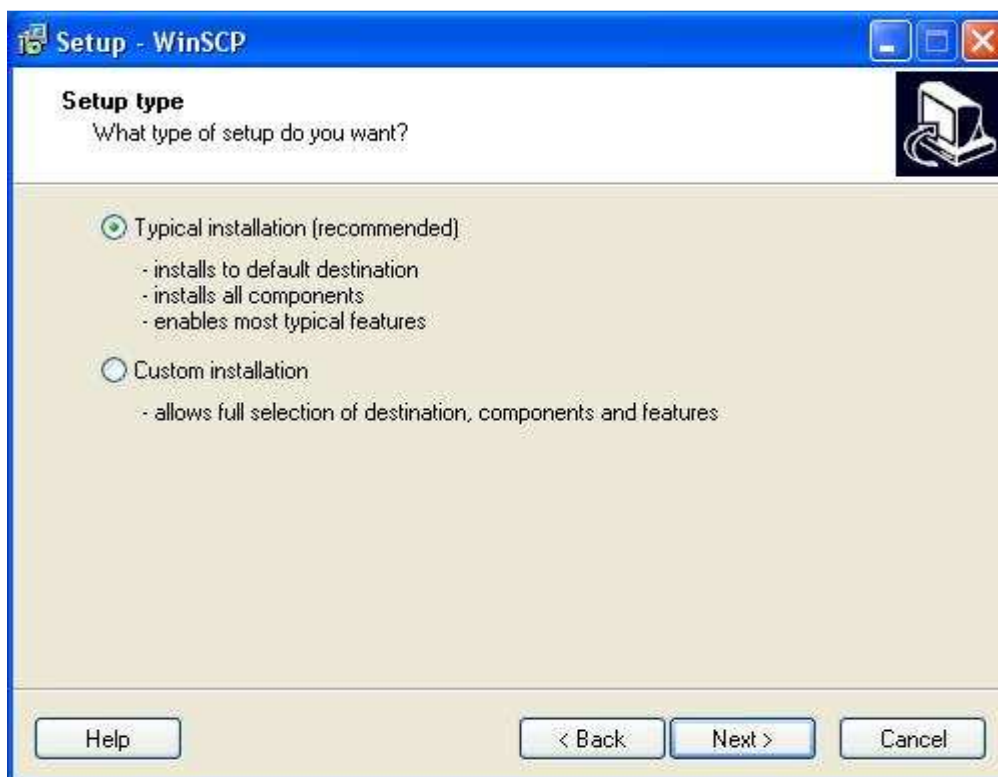 Setup - WinSCP
Setup type
What type of setup do you want?
Typical installation (recommended)
- installs to default destination
- installs all components
- enables most typical features
Custom installation
- allows full selection of destination, components and features
Help
< Back
Next >
Cancel